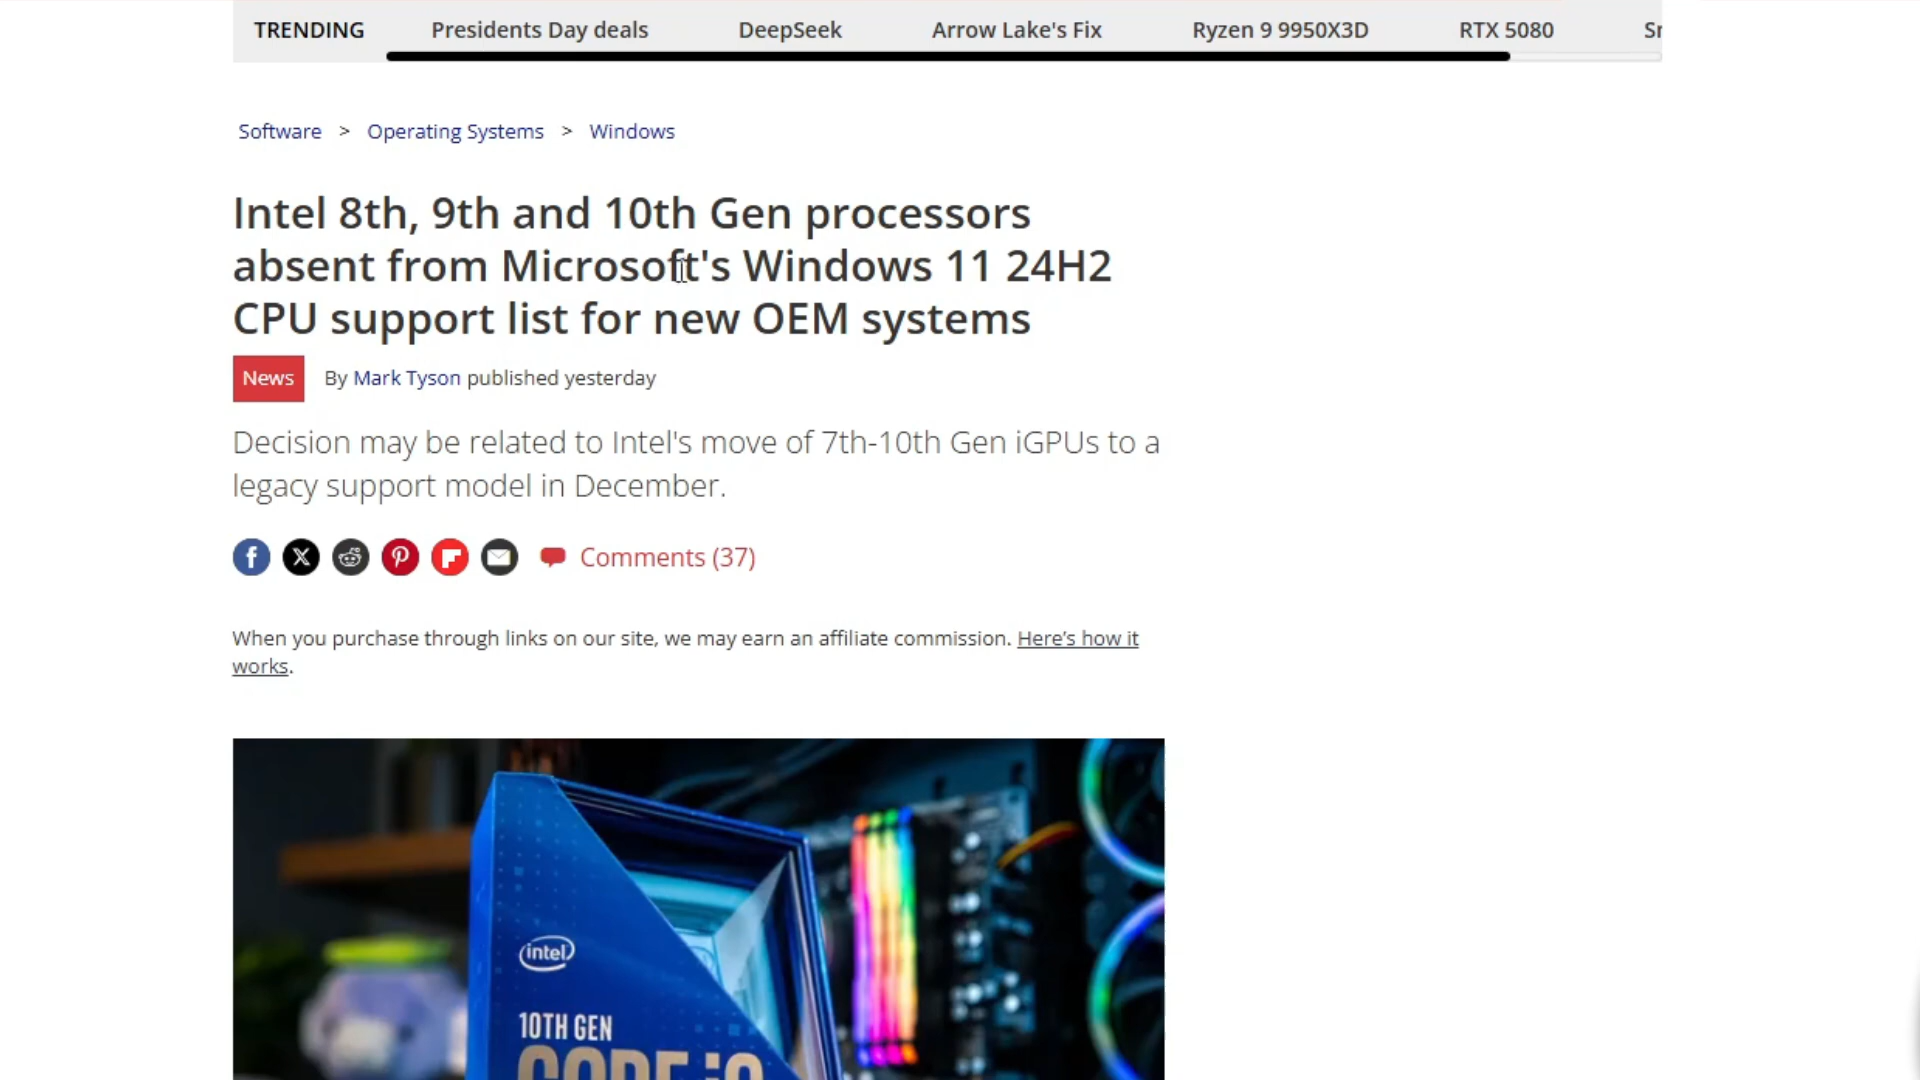 TRENDING Presidents Day deals DeepSeek Arrow Lake's Fix Ryzen 9 9950X3D RTX 5080
Software > Operating Systems > Windows
Intel 8th, 9th and 10th Gen processors
absent from Microsoft's Windows 11 24H2
CPU support list for new OEM systems
News By Mark Tyson published yesterday
Decision may be related to Intel's move of 7th-10th Gen iGPUs to a
legacy support model in December.
Comments (37)
When you purchase through links on our site, we may earn an affiliate commission. Here's how it
works.
intel
10TH GEN
CORE